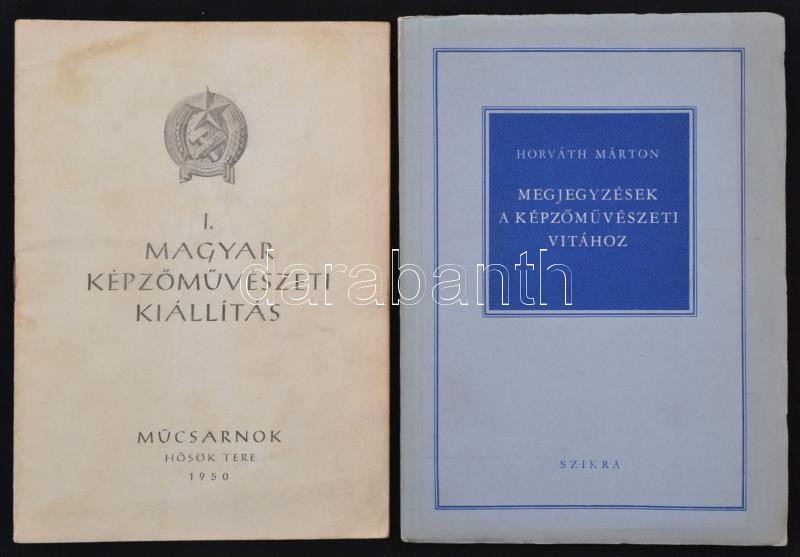 I.
MAGYAR
KÉPZŐMŰVÉSZETI
KIÁLLÍTÁS
MŰCSARNOK
HŐSÖK TERE
1950
HORVÁTH MÁRTON
MEGJEGYZÉSEK
A KÉPZŐMŰVÉSZETI
VITÁHOZ
SZIKRA
darabanth